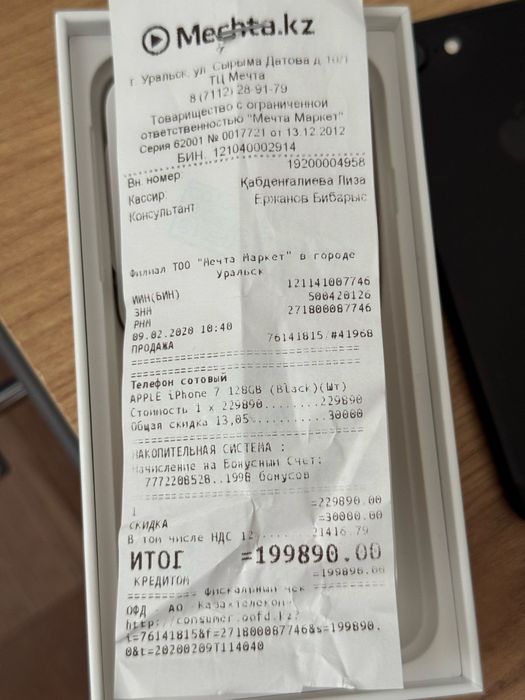 Mechta.kz
г. Уральск, ул. Сырыма Датова д. 10/1
ТЦ Мечта
8 (7112) 28-91-79
Товарищество с ограниченной
ответственностью "Мечта Маркет"
Серия 62001 № 0017721 от 13.12.2012
БИН. 121040002914
Вн. номер 19200004958
Кассир Кабденгалиева Лиза
Консультант Ержанов Бибарыс
Филиал ТОО "Мечта Маркет" в городе
Уральск
ИИН(БИН) 121141007746
ЗНМ 500420126
РНМ 271800087746
09.02.2020 10:40
ПРОДАЖА 76141815/#41968
Телефон сотовый
APPLE iPhone 7 128GB (Black)(Шт)
Стоимость 1 x 229890.........229890
Общая скидка 13,05%..........30000
НАКОПИТЕЛЬНАЯ СИСТЕМА :
Начисление на Бонусный Счет:
7772208528..1998 бонусов
1 =229890.00
СКИДКА =30000.00
В том числе НДС 12.......21416.79
ИТОГ =199890.00
КРЕДИТОМ =199890.00
Фискальный чек
ОФД - АО Казахтелеком
http://consumer.oofd.kz?
i=76141815&f=271800087746&s=199890.
0&t=20200209T114040